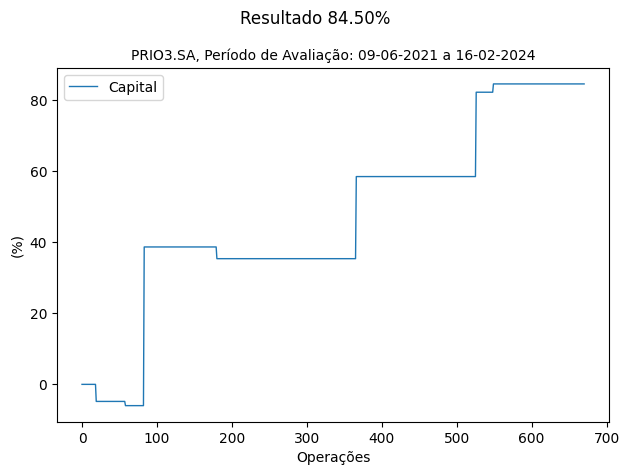 Resultado 84.50%
PRIO3.SA, Período de Avaliação: 09-06-2021 a 16-02-2024
Capital
80
60
40
20
0
(%)
0 100 200 300 400 500 600 700
Operações